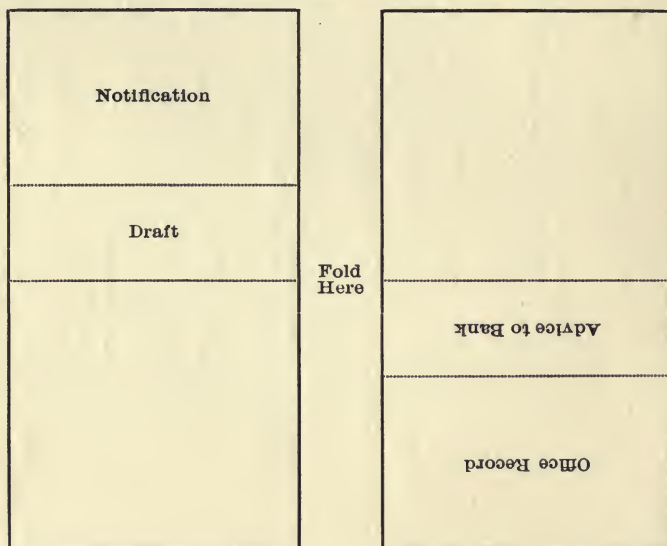 Notification
Draft
Fold
Here
Advice to Bank
Office Record